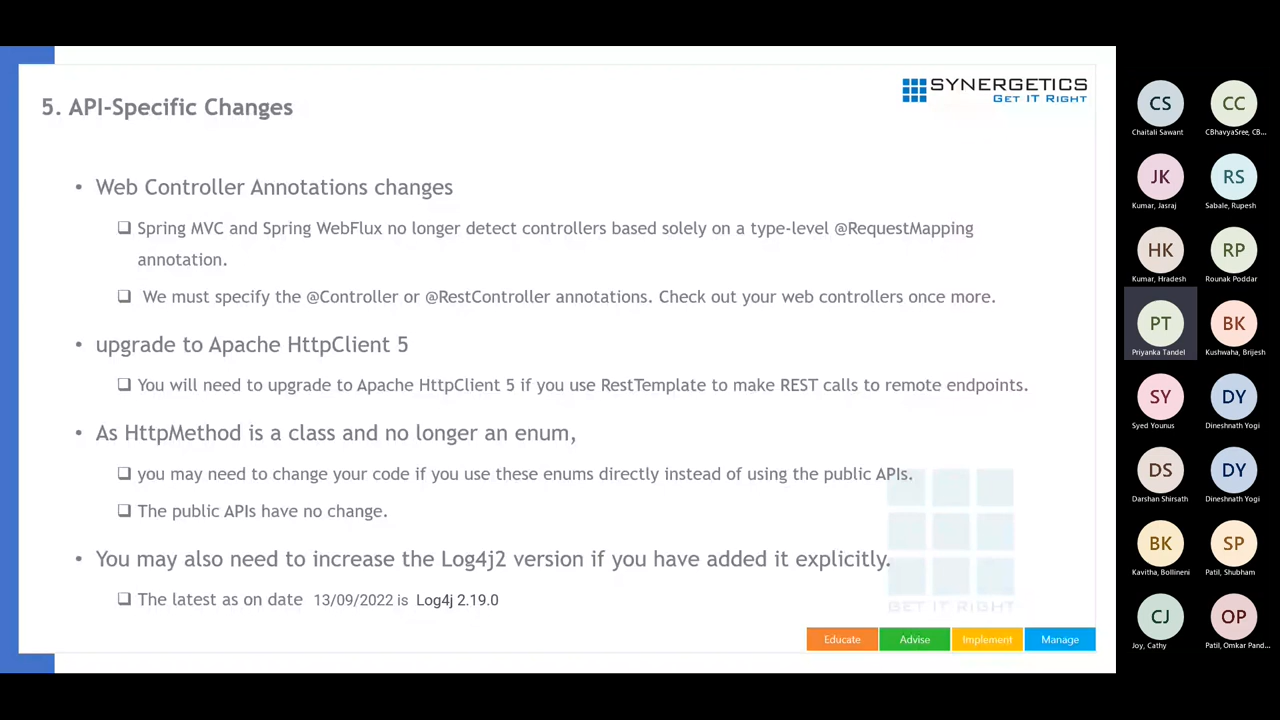 5. API-Specific Changes
SYNERGETICS
GET IT RIGHT
• Web Controller Annotations changes
❑ Spring MVC and Spring WebFlux no longer detect controllers based solely on a type-level @RequestMapping
annotation.
❑ We must specify the @Controller or @RestController annotations. Check out your web controllers once more.
• upgrade to Apache HttpClient 5
❑ You will need to upgrade to Apache HttpClient 5 if you use RestTemplate to make REST calls to remote endpoints.
• As HttpMethod is a class and no longer an enum,
❑ you may need to change your code if you use these enums directly instead of using the public APIs.
❑ The public APIs have no change.
• You may also need to increase the Log4j2 version if you have added it explicitly.
❑ The latest as on date 13/09/2022 is Log4j 2.19.0
GET IT RIGHT
Educate Advise Implement Manage
CS CC
Chaitali Sawant CBhavyaSree, CB...
JK RS
Kumar, Jasraj Sabale, Rupesh
HK RP
Kumar, Hradesh Rounak Poddar
PT BK
Priyanka Tandel Kushwaha, Brijesh
SY DY
Syed Younus Dineshnath Yogi
DS DY
Darshan Shirsath Dineshnath Yogi
BK SP
Kavitha, Bollineni Patil, Shubham
CJ OP
Joy, Cathy Patil, Omkar Pand...